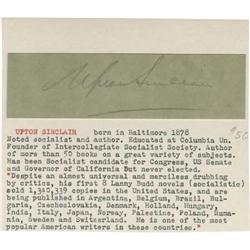 Upton Sinclair
$50
UPTON SINCLAIR born in Baltimore 1878
Noted socialist and author. Educated at Columbia Un.
Founder of Intercollegiate Socialist Society. Author
of more than 50 books on a great variety of subjects.
Has been Socialist candidate for Congress, US Senate
and Governor of California But never elected.
"Despite an almost universal and merciless drubbing
by critics, his first 8 Lanny Budd novels (socialistic)
sold 1,340,339 copies in the United States, and are
being published in Argentina, Belgium, Brazil, Bul-
garia, Czechoslovakia, Denmark, Holland, Hungary,
India, Italy, Japan, Norway, Palestine, Poland, Ruma-
nia, Sweden and Switzerland. He is one of the most
popular American writers in these countries.